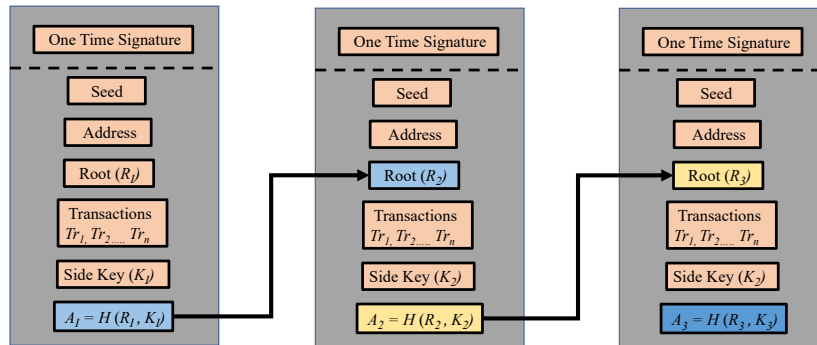 One Time Signature
Seed
Address
Root (R₁)
Transactions
Tr₁, Tr₂..... Trₙ
Side Key (K₁)
A₁ = H (R₁ , K₁)
One Time Signature
Seed
Address
Root (R₂)
Transactions
Tr₁, Tr₂..... Trₙ
Side Key (K₂)
A₂ = H (R₂ , K₂)
One Time Signature
Seed
Address
Root (R₃)
Transactions
Tr₁, Tr₂..... Trₙ
Side Key (K₂)
A₃ = H (R₃ , K₃)